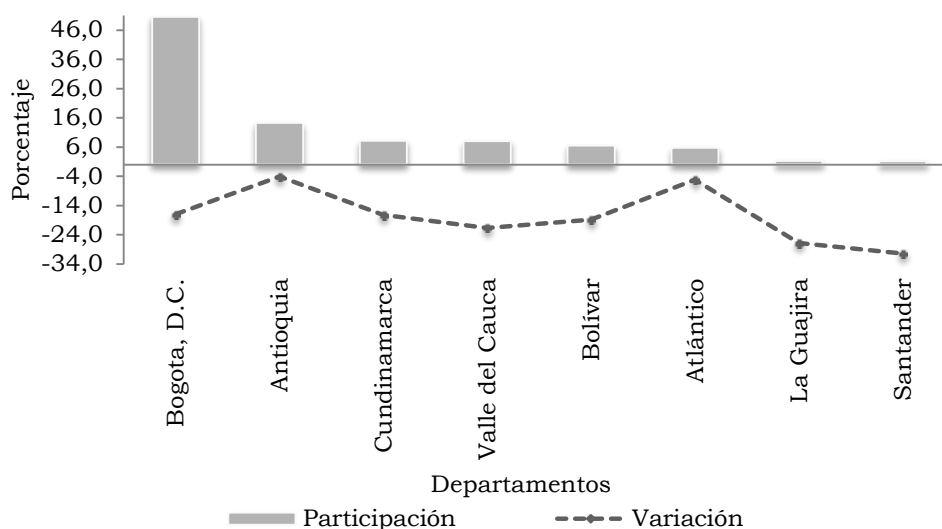 Porcentaje
46,0
36,0
26,0
16,0
6,0
-4,0
-14,0
-24,0
-34,0
Bogota, D.C.
Antioquia
Cundinamarca
Valle del Cauca
Bolívar
Atlántico
La Guajira
Santander
Departamentos
Participación
Variación